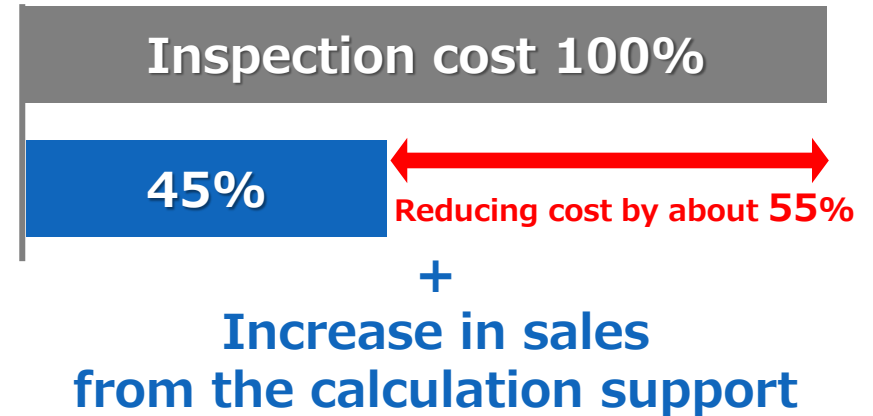 Inspection cost 100%
45%
Reducing cost by about 55%
+
Increase in sales
from the calculation support